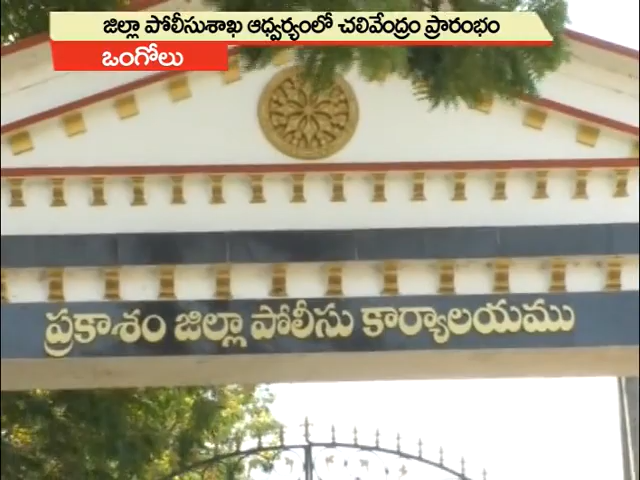 జిల్లా పోలీసుశాఖ ఆధ్వర్యంలో చలివేంద్రం ప్రారంభం
ఒంగోలు
ప్రకాశం జిల్లా పోలీసు కార్యాలయము